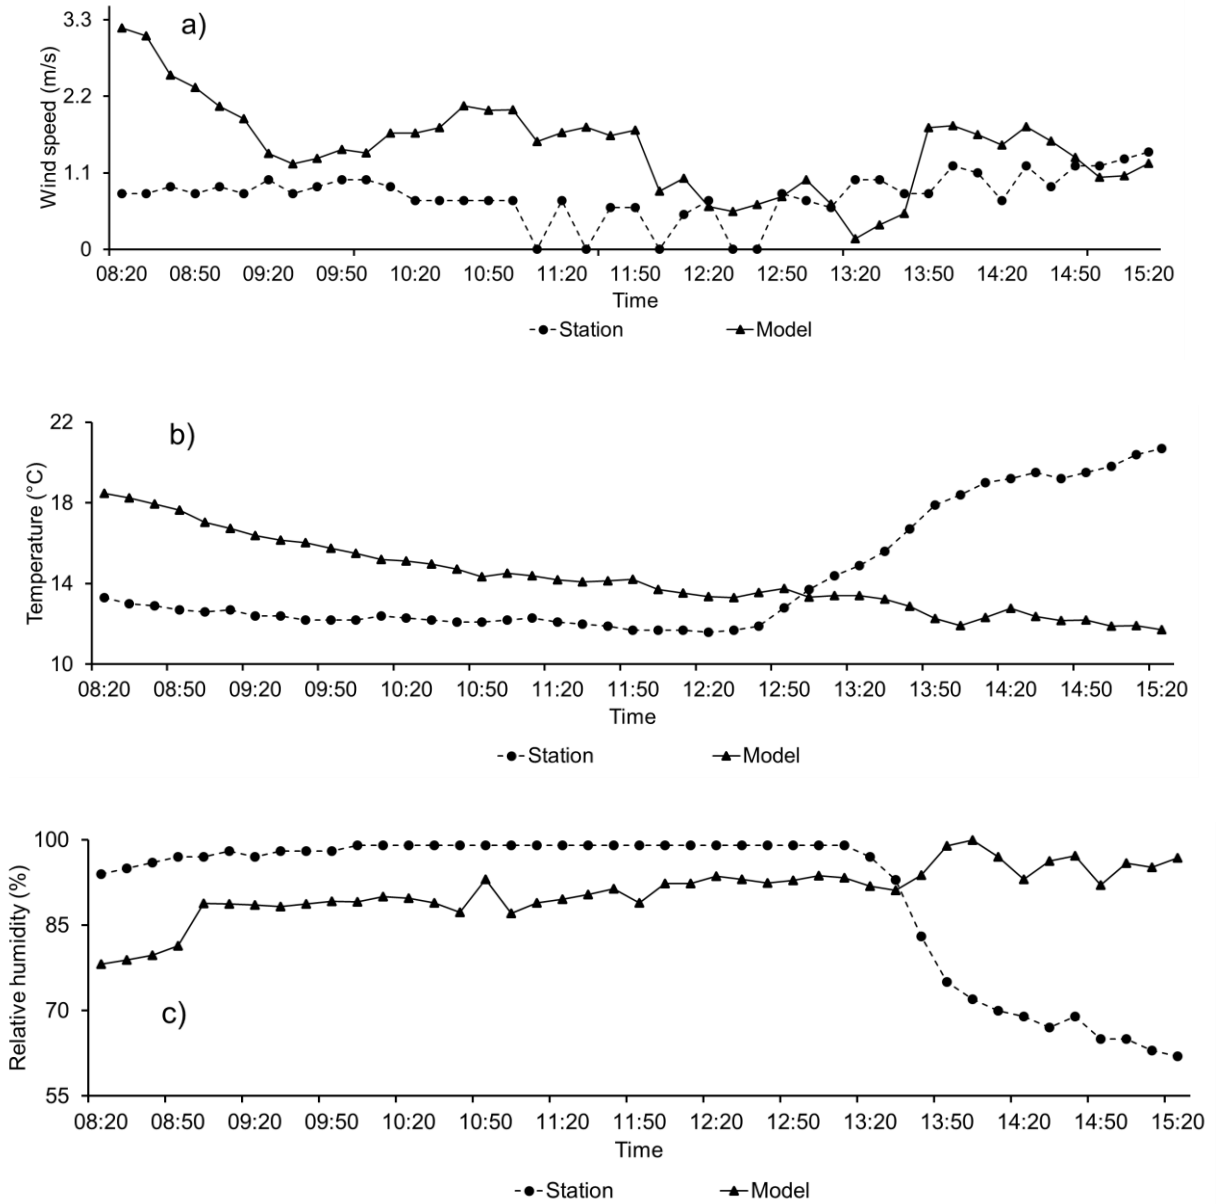 a)
Wind speed (m/s)
3.3
2.2
1.1
0
08:20 08:50 09:20 09:50 10:20 10:50 11:20 11:50 12:20 12:50 13:20 13:50 14:20 14:50 15:20
Time
Station Model
b)
Temperature (°C)
22
18
14
10
08:20 08:50 09:20 09:50 10:20 10:50 11:20 11:50 12:20 12:50 13:20 13:50 14:20 14:50 15:20
Time
Station Model
Relative humidity (%)
100
85
70
55
c)
08:20 08:50 09:20 09:50 10:20 10:50 11:20 11:50 12:20 12:50 13:20 13:50 14:20 14:50 15:20
Time
Station Model